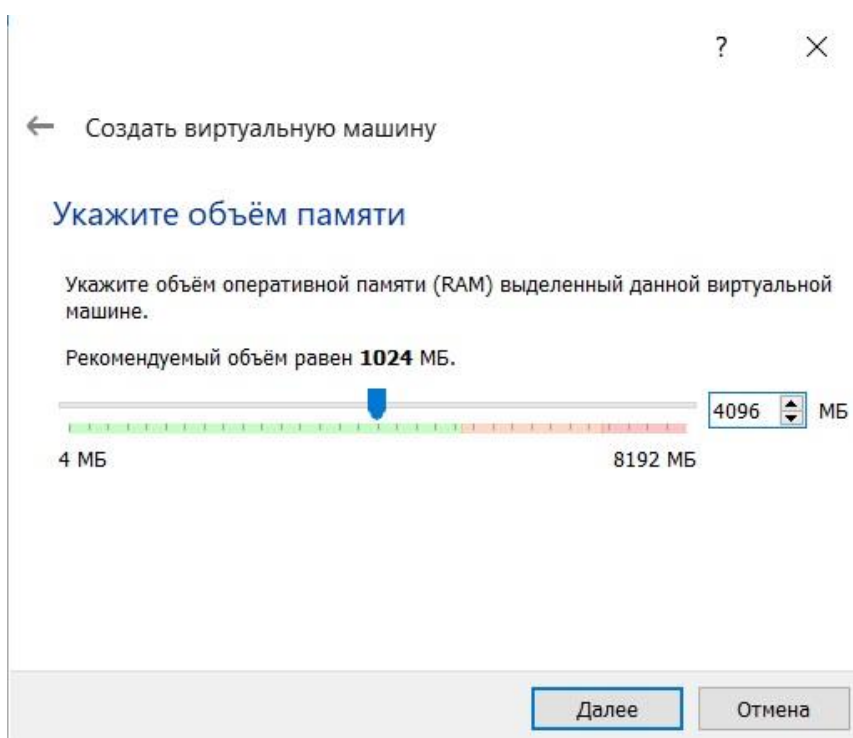 ?
Создать виртуальную машину
Укажите объём памяти
Укажите объём оперативной памяти (RAM) выделенный данной виртуальной
машине.
Рекомендуемый объём равен 1024 МБ.
4096 МБ
4 МБ 8192 МБ
Далее Отмена